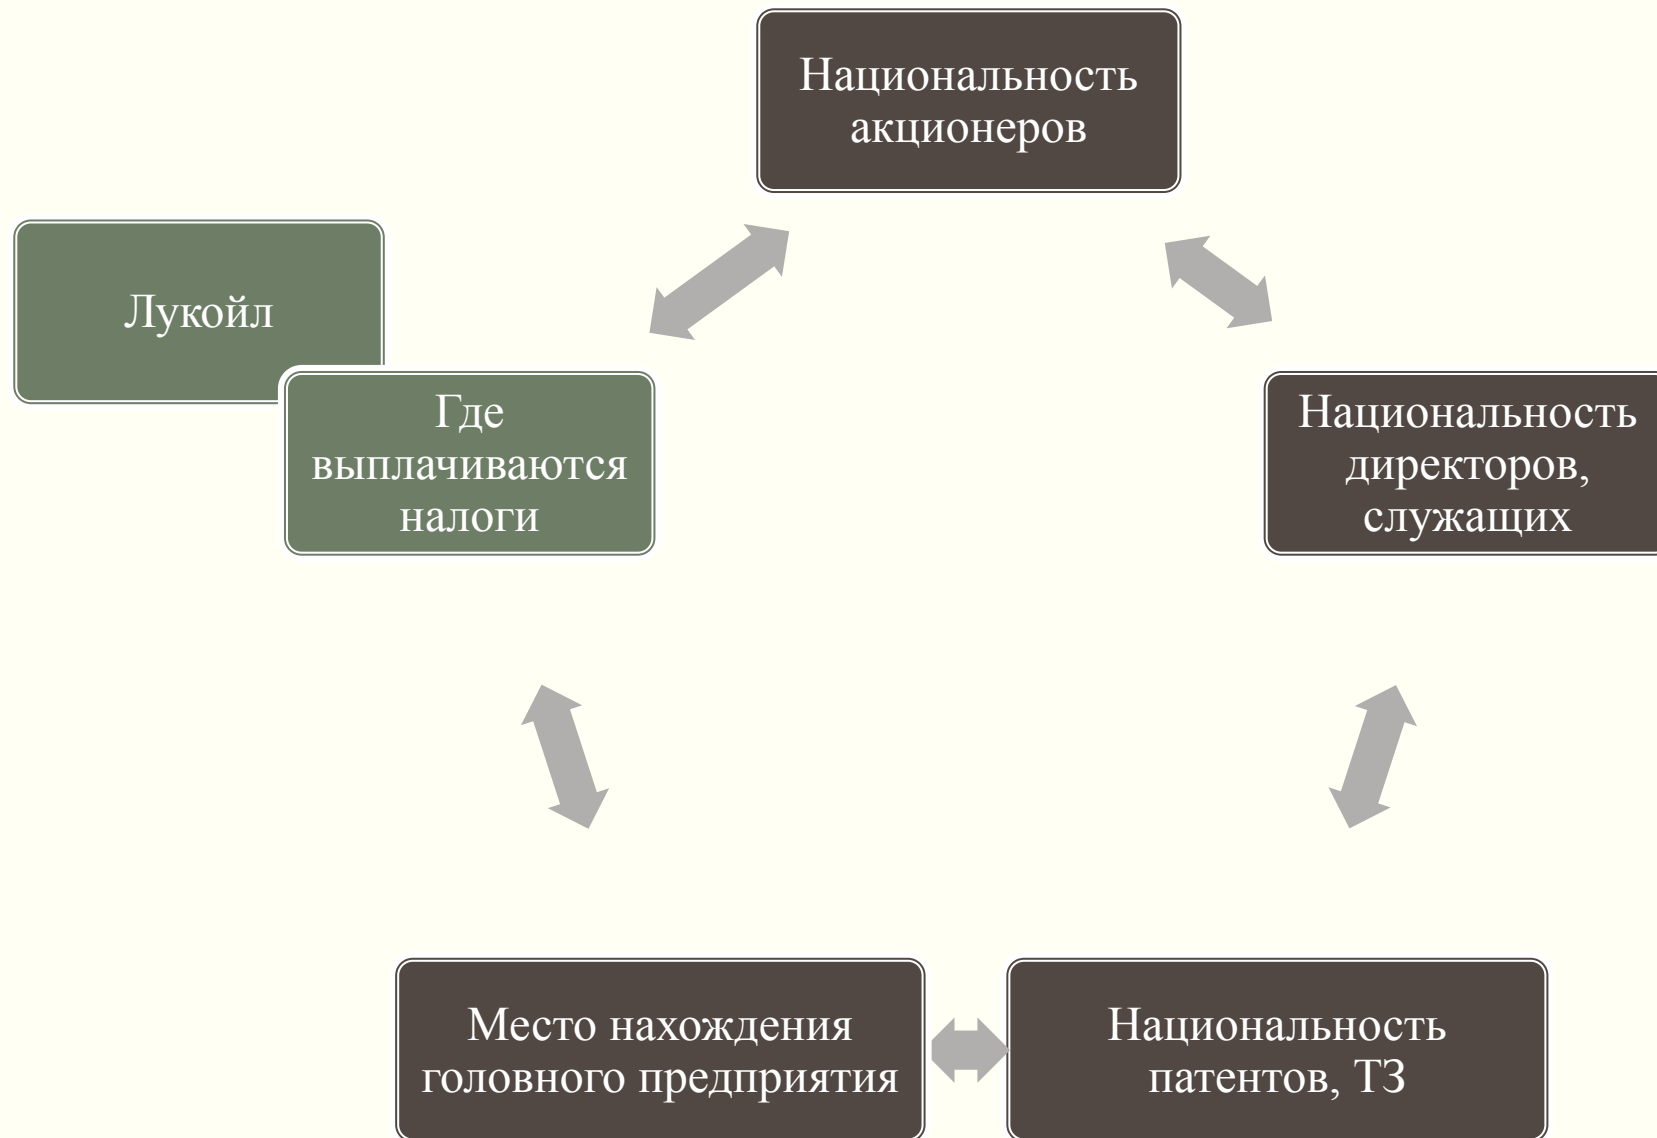 Национальность
акционеров
Лукойл
Где
выплачиваются
налоги
Национальность
директоров,
служащих
Место нахождения
головного предприятия
Национальность
патентов, ТЗ